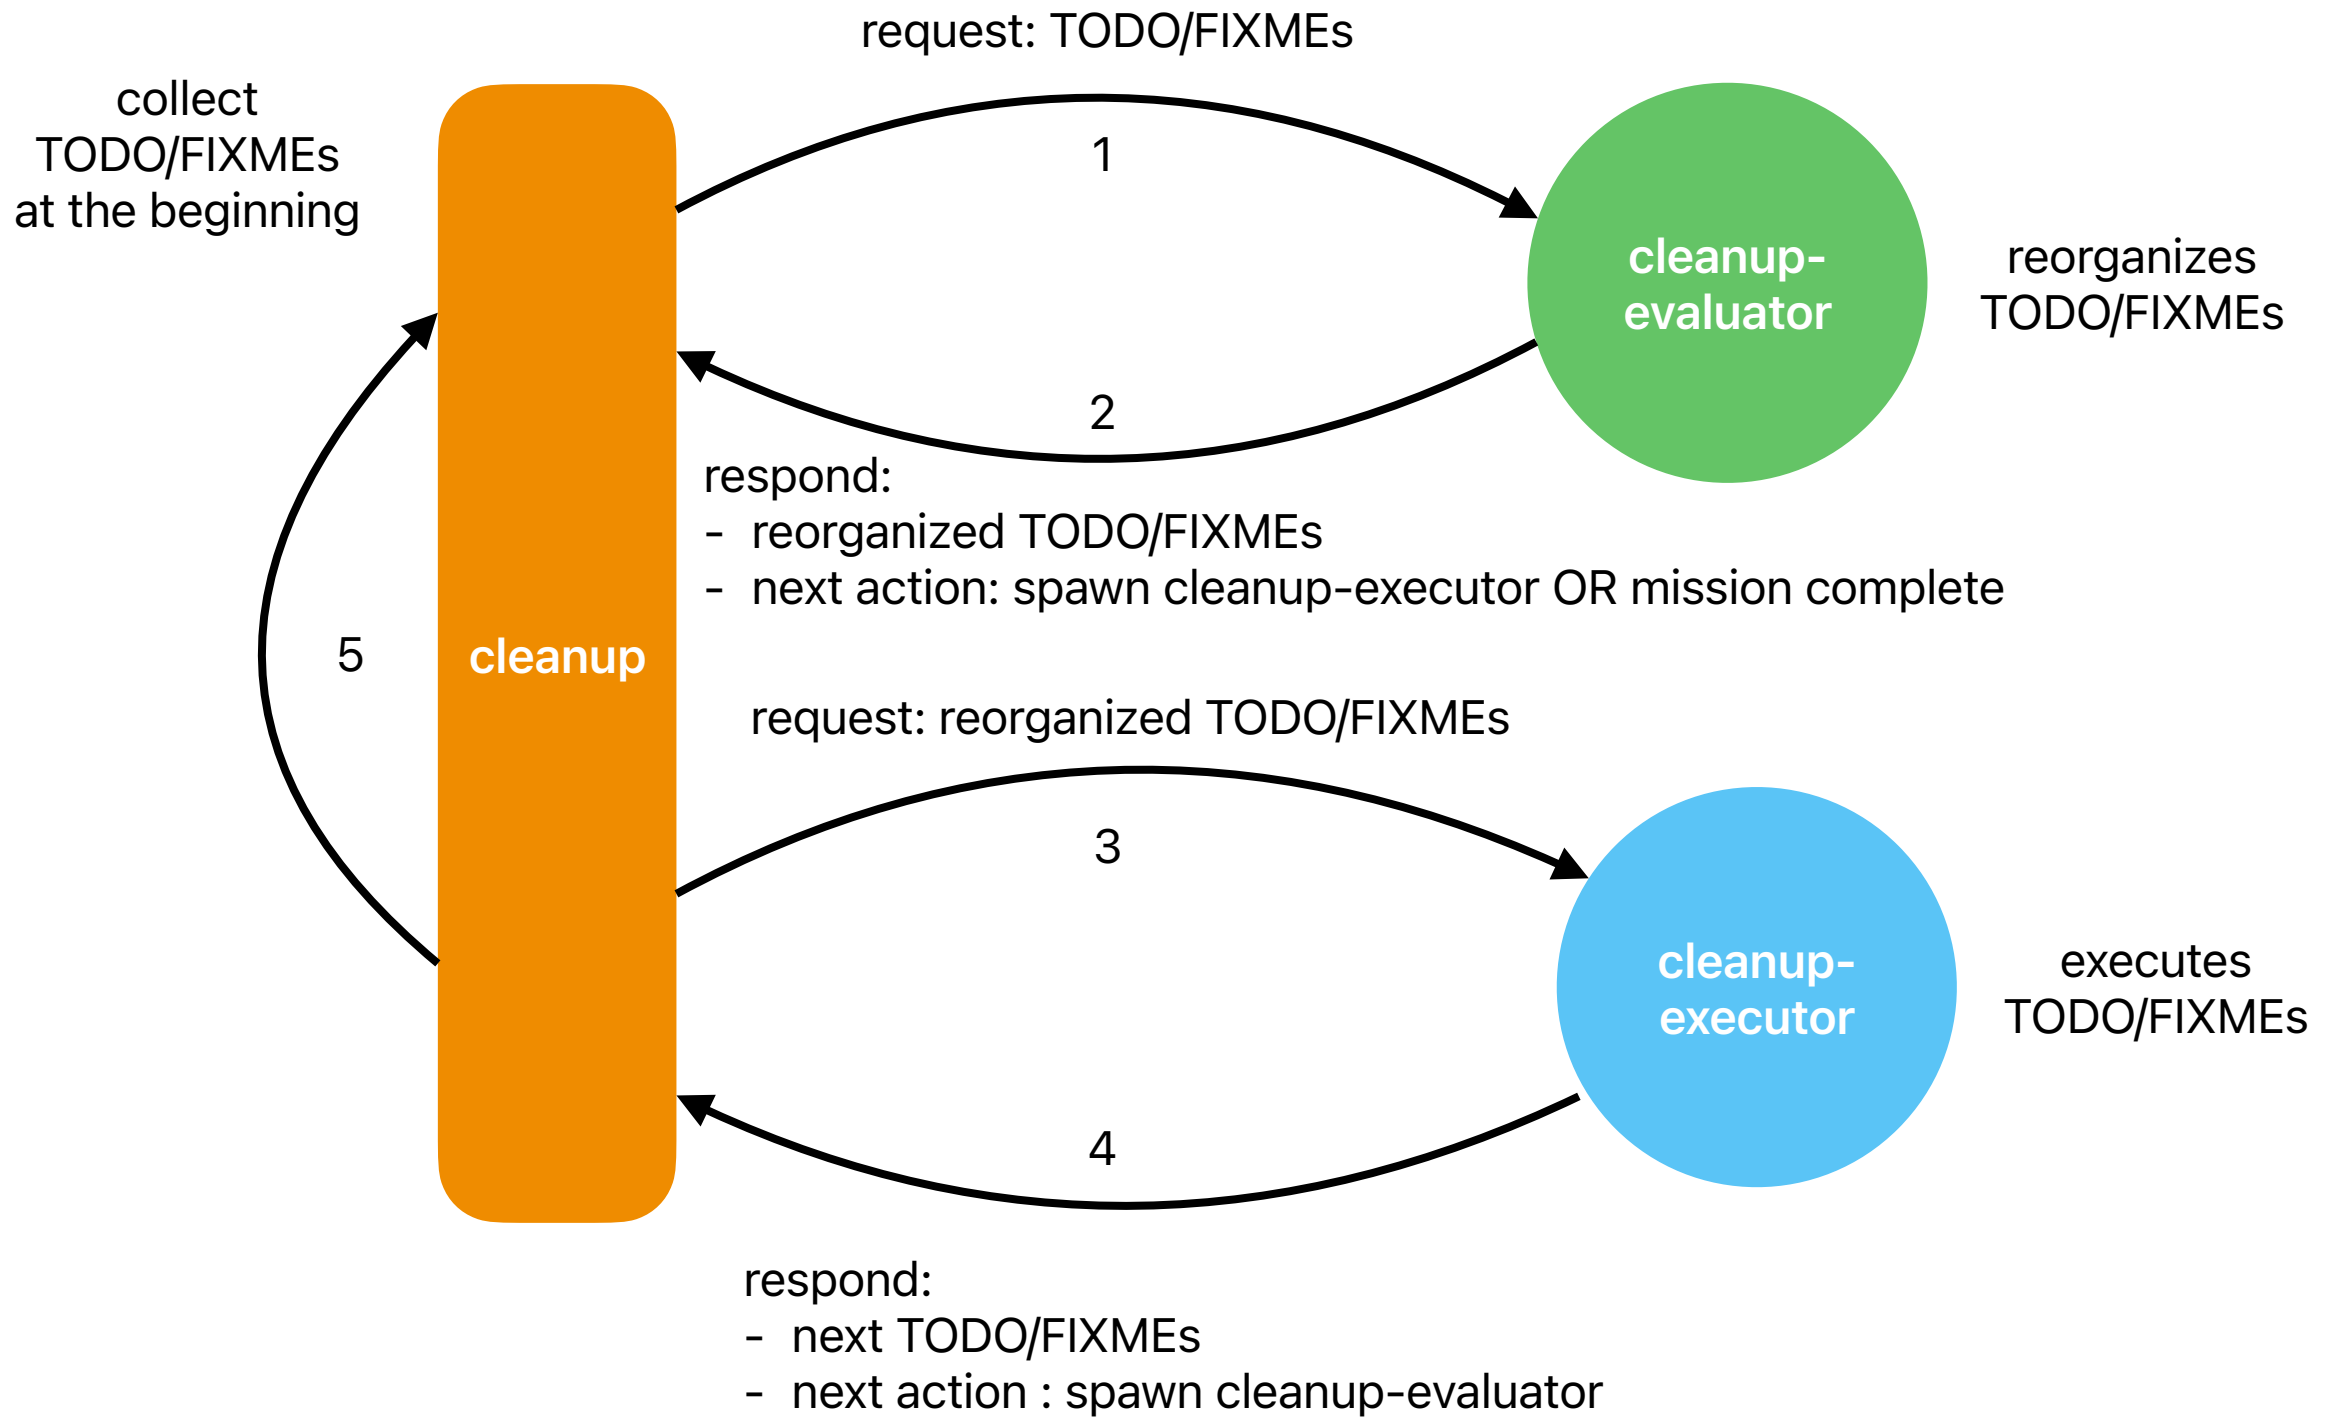 request: TODO/FIXMEs
collect
TODO/FIXMEs
at the beginning
1
cleanup-
evaluator
reorganizes
TODO/FIXMEs
2
respond:
- reorganized TODO/FIXMEs
- next action: spawn cleanup-executor OR mission complete
5
cleanup
request: reorganized TODO/FIXMEs
3
cleanup-
executor
executes
TODO/FIXMEs
4
respond:
- next TODO/FIXMEs
- next action : spawn cleanup-evaluator